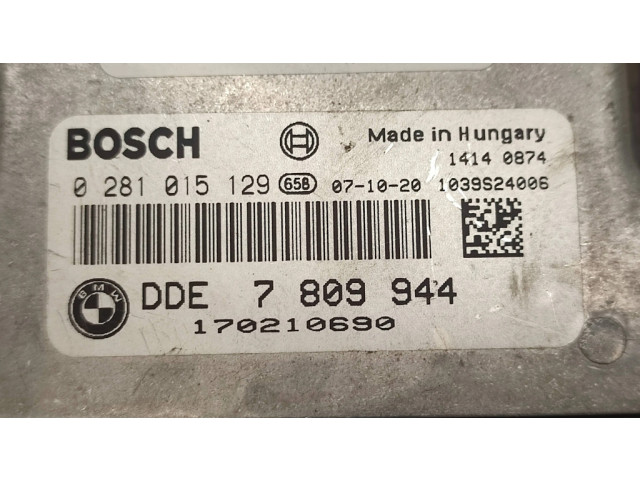 BOSCH Made in Hungary
1414 0874
0 281 015 129 65B 07-10-20 1039S24006
BMW DDE 7 809 944
170210690